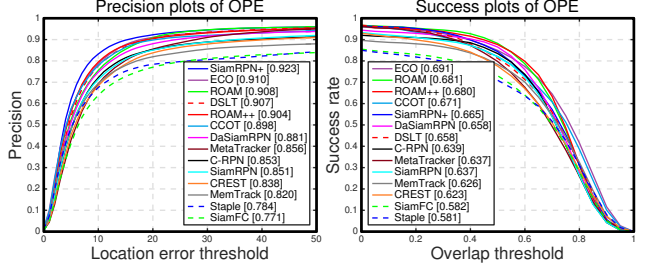 Precision plots of OPE
Precision
1
0.9
0.8
0.7
0.6
0.5
0.4
0.3
0.2
0.1
0
SiamRPN+ [0.923]
ECO [0.910]
ROAM [0.908]
DSLT [0.907]
ROAM++ [0.904]
CCOT [0.898]
DaSiamRPN [0.881]
MetaTracker [0.856]
C-RPN [0.853]
SiamRPN [0.851]
CREST [0.838]
MemTrack [0.820]
Staple [0.784]
SiamFC [0.771]
0 10 20 30 40 50
Location error threshold
Success plots of OPE
Success rate
1
0.9
0.8
0.7
0.6
0.5
0.4
0.3
0.2
0.1
0
ECO [0.691]
ROAM [0.681]
ROAM++ [0.680]
CCOT [0.671]
SiamRPN+ [0.665]
DaSiamRPN [0.658]
DSLT [0.658]
C-RPN [0.639]
MetaTracker [0.637]
SiamRPN [0.637]
MemTrack [0.626]
CREST [0.623]
SiamFC [0.582]
Staple [0.581]
0 0.2 0.4 0.6 0.8 1
Overlap threshold